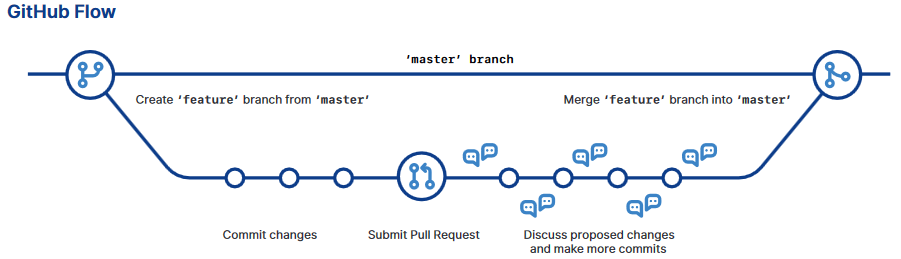 GitHub Flow
‘master’ branch
Create ‘feature’ branch from ‘master’
Merge ‘feature’ branch into ‘master’
Commit changes
Submit Pull Request
Discuss proposed changes
and make more commits